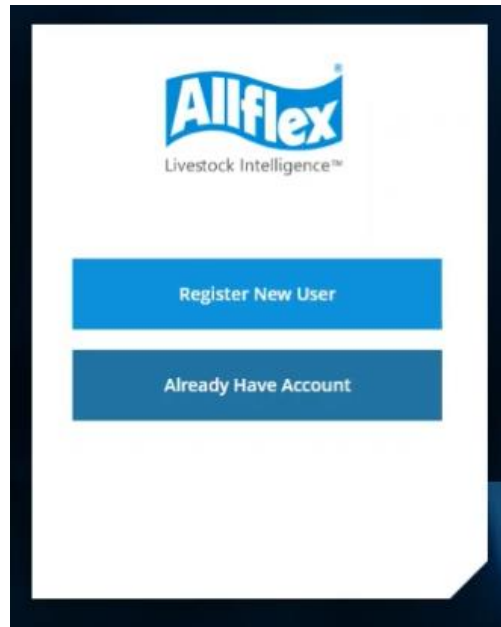 Allflex®
Livestock Intelligence™
Register New User
Already Have Account